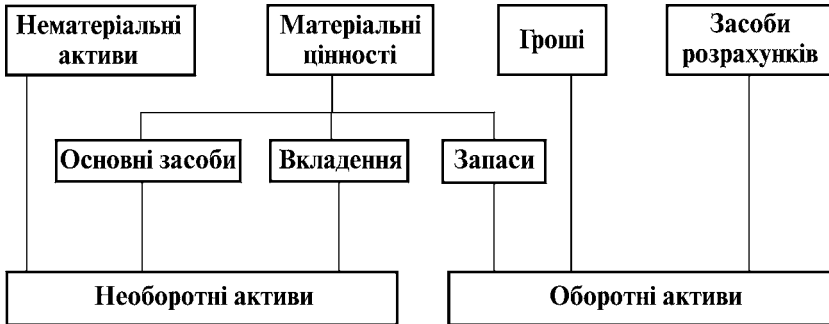 Нематеріальні
активи
Матеріальні
цінності
Гроші
Засоби
розрахунків
Основні засоби
Вкладення
Запаси
Необоротні активи
Оборотні активи